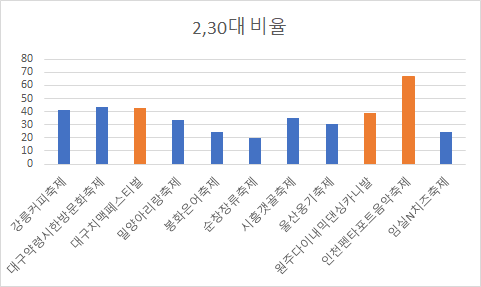 2,30대 비율
80
70
60
50
40
30
20
10
0
강릉커피축제
대구약령시한방문화축제
대구치맥페스티벌
밀양아리랑축제
봉화은어축제
순창장류축제
시흥갯골축제
울산옹기축제
원주다이내믹댄싱카니발
인천펜타포트음악축제
임실N치즈축제